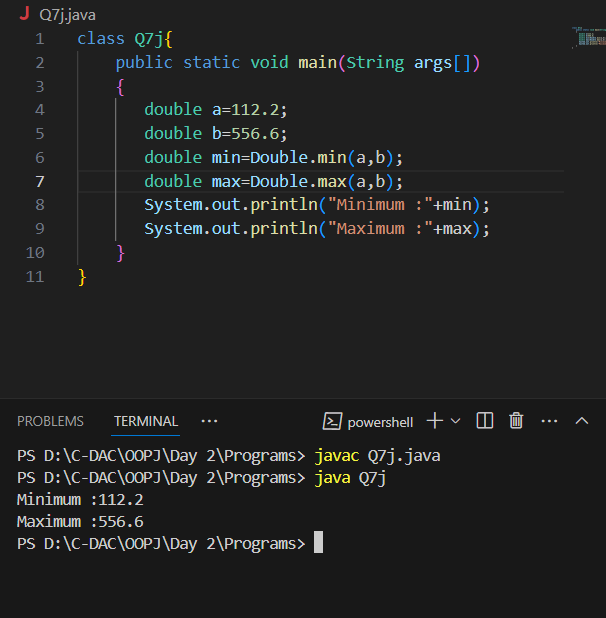 J Q7j.java
1 class Q7j{
2 public static void main(String args[])
3 {
4 double a=112.2;
5 double b=556.6;
6 double min=Double.min(a,b);
7 double max=Double.max(a,b);
8 System.out.println("Minimum :"+min);
9 System.out.println("Maximum :"+max);
10 }
11 }
PROBLEMS TERMINAL ··· powershell ···
PS D:\C-DAC\OOPJ\Day 2\Programs> javac Q7j.java
PS D:\C-DAC\OOPJ\Day 2\Programs> java Q7j
Minimum :112.2
Maximum :556.6
PS D:\C-DAC\OOPJ\Day 2\Programs>